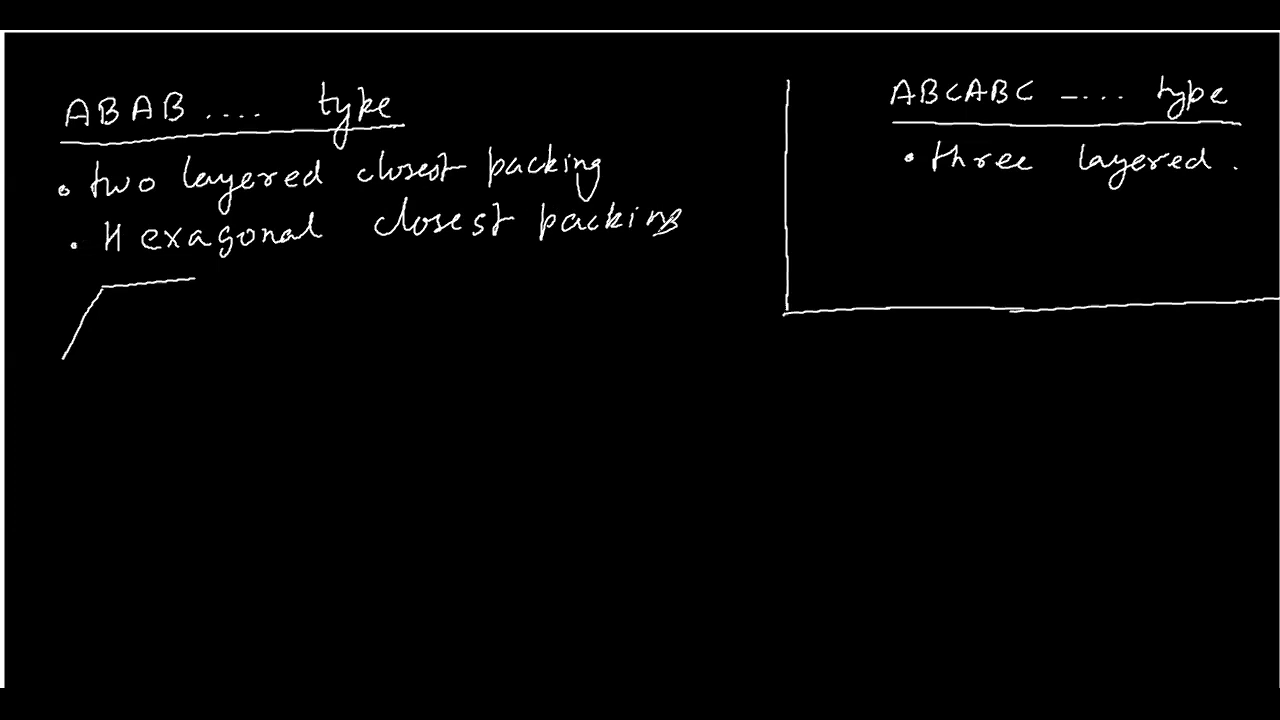 ABAB .... type
• two layered closest packing
• Hexagonal closest packing
ABCABC -... type
• three layered.